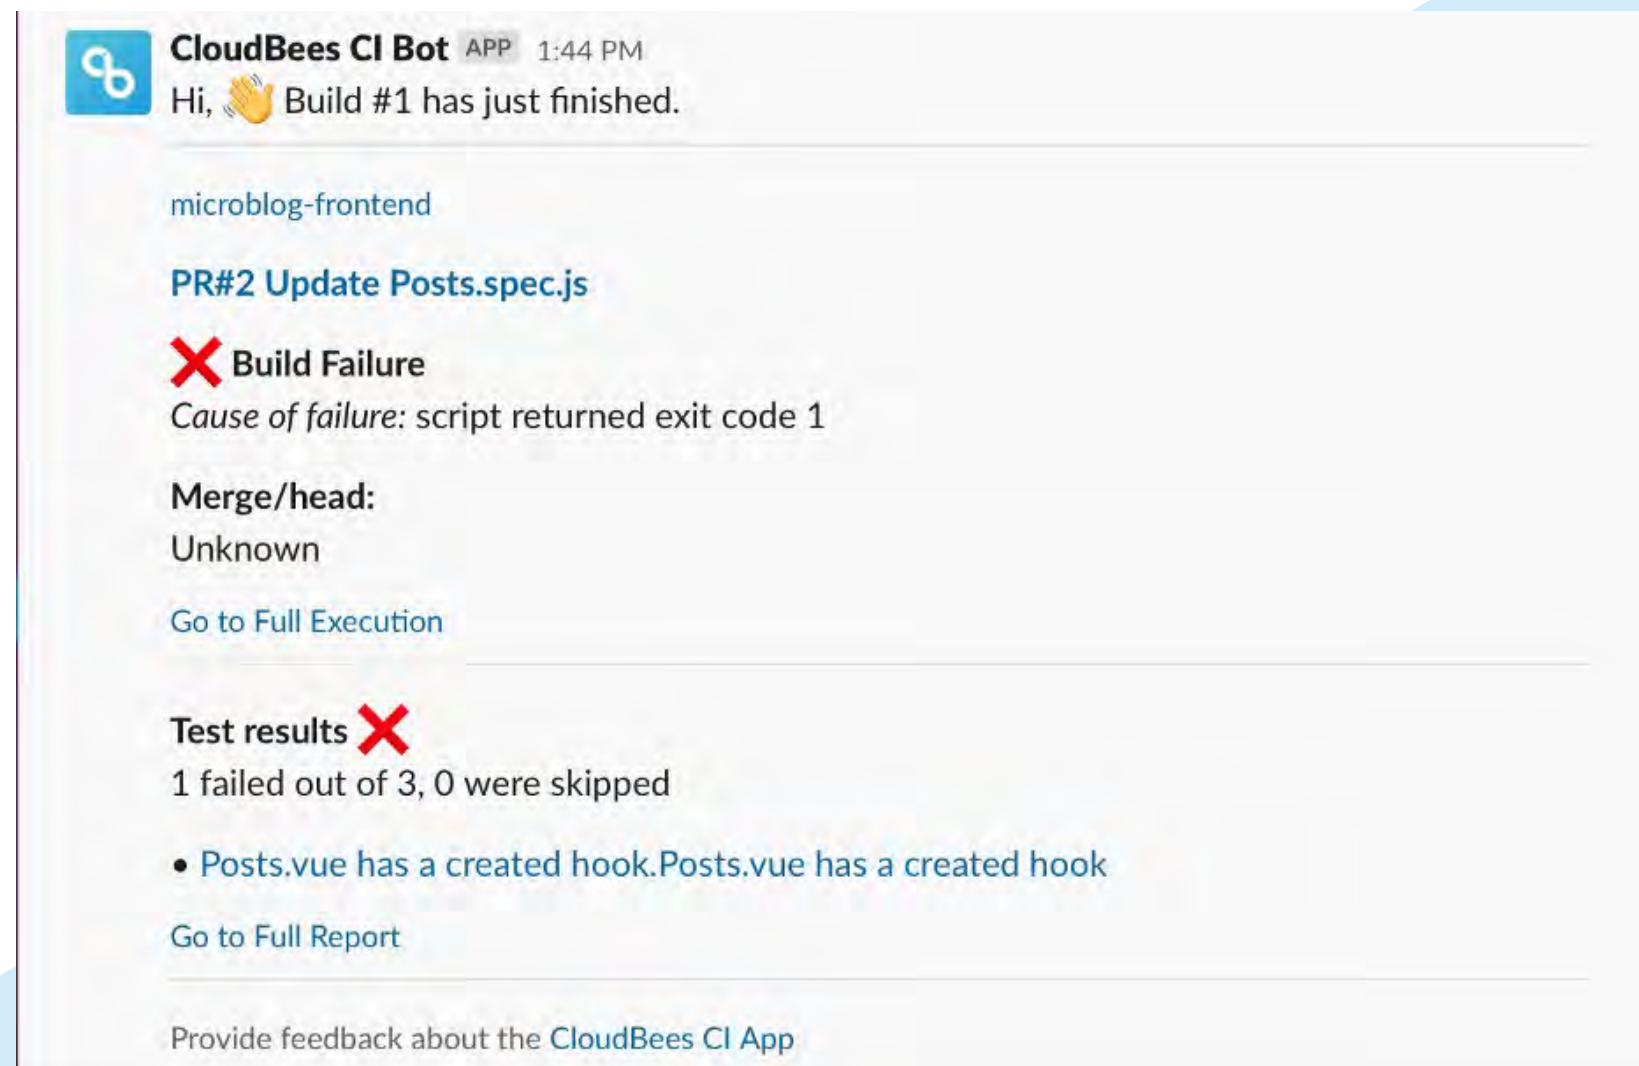 CloudBees CI Bot APP 1:44 PM
Hi, 👋 Build #1 has just finished.
microblog-frontend
PR#2 Update Posts.spec.js
❌ Build Failure
Cause of failure: script returned exit code 1
Merge/head:
Unknown
Go to Full Execution
Test results ❌
1 failed out of 3, 0 were skipped
• Posts.vue has a created hook.Posts.vue has a created hook
Go to Full Report
Provide feedback about the CloudBees CI App